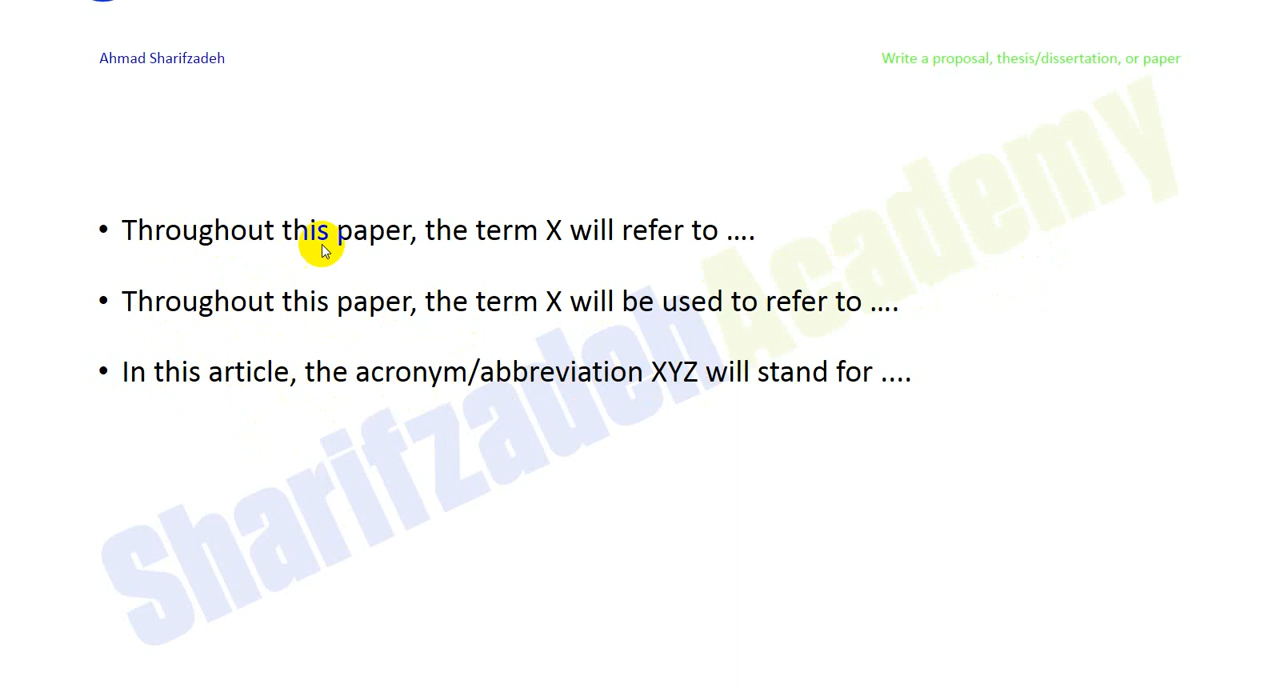 Ahmad Sharifzadeh
Write a proposal, thesis/dissertation, or paper
• Throughout this paper, the term X will refer to ....
• Throughout this paper, the term X will be used to refer to ....
• In this article, the acronym/abbreviation XYZ will stand for ....
SharifzadehAcademy